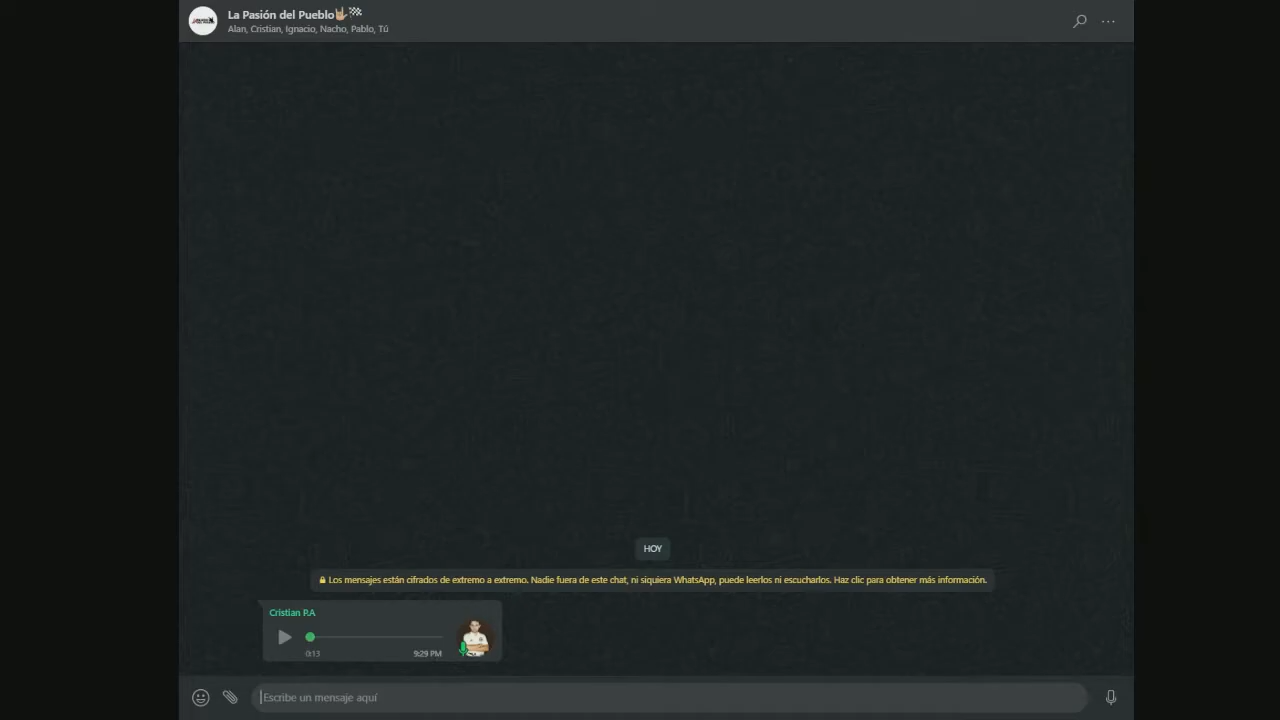 La Pasión del Pueblo🤟🏼🏁
Alan, Cristian, Ignacio, Nacho, Pablo, Tú
HOY
Los mensajes están cifrados de extremo a extremo. Nadie fuera de este chat, ni siquiera WhatsApp, puede leerlos ni escucharlos. Haz clic para obtener más información.
Cristian P.A
0:13 9:29 PM
Escribe un mensaje aquí